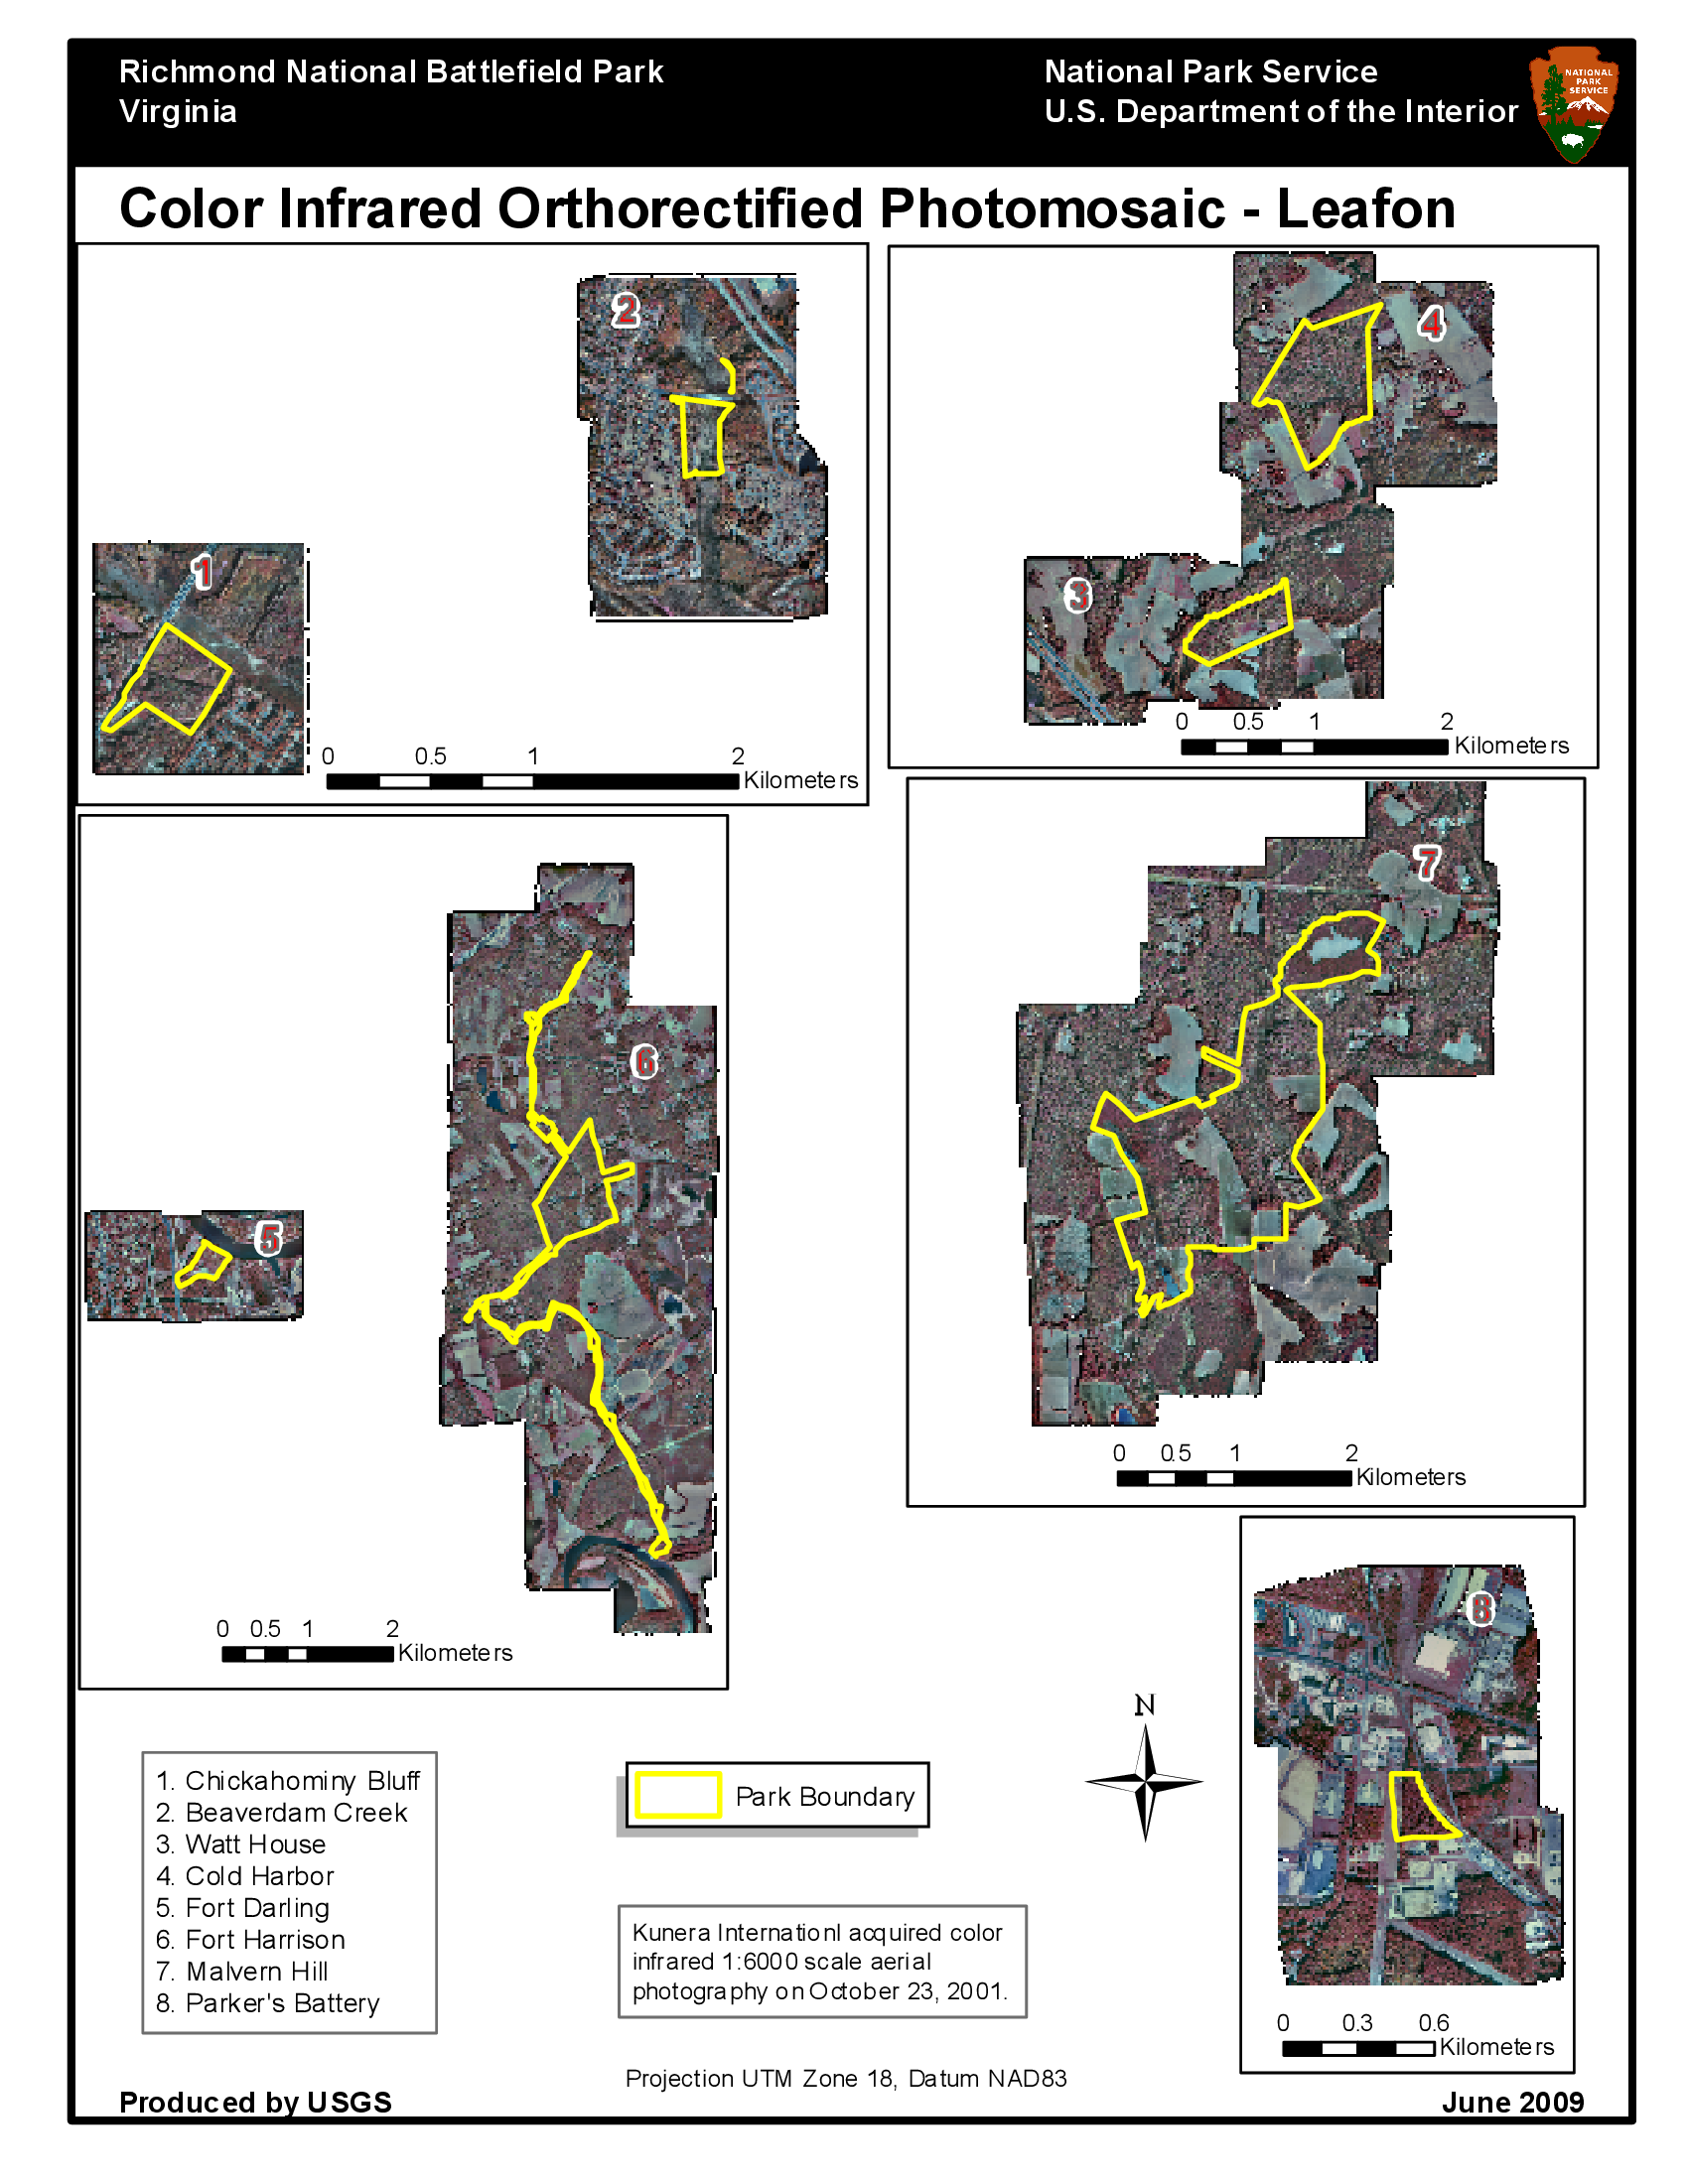 Richmond National Battlefield Park
Virginia
National Park Service
U.S. Department of the Interior
NATIONAL
PARK
SERVICE
Color Infrared Orthorectified Photomosaic - Leafon
2
1
0 0.5 1 2
Kilometers
4
3
0 0.5 1 2
Kilometers
6
5
0 0.5 1 2
Kilometers
7
0 0.5 1 2
Kilometers
8
0 0.3 0.6
Kilometers
N
1. Chickahominy Bluff
2. Beaverdam Creek
3. Watt House
4. Cold Harbor
5. Fort Darling
6. Fort Harrison
7. Malvern Hill
8. Parker's Battery
Park Boundary
Kunera Internationl acquired color
infrared 1:6000 scale aerial
photography on October 23, 2001.
Projection UTM Zone 18, Datum NAD83
Produced by USGS
June 2009